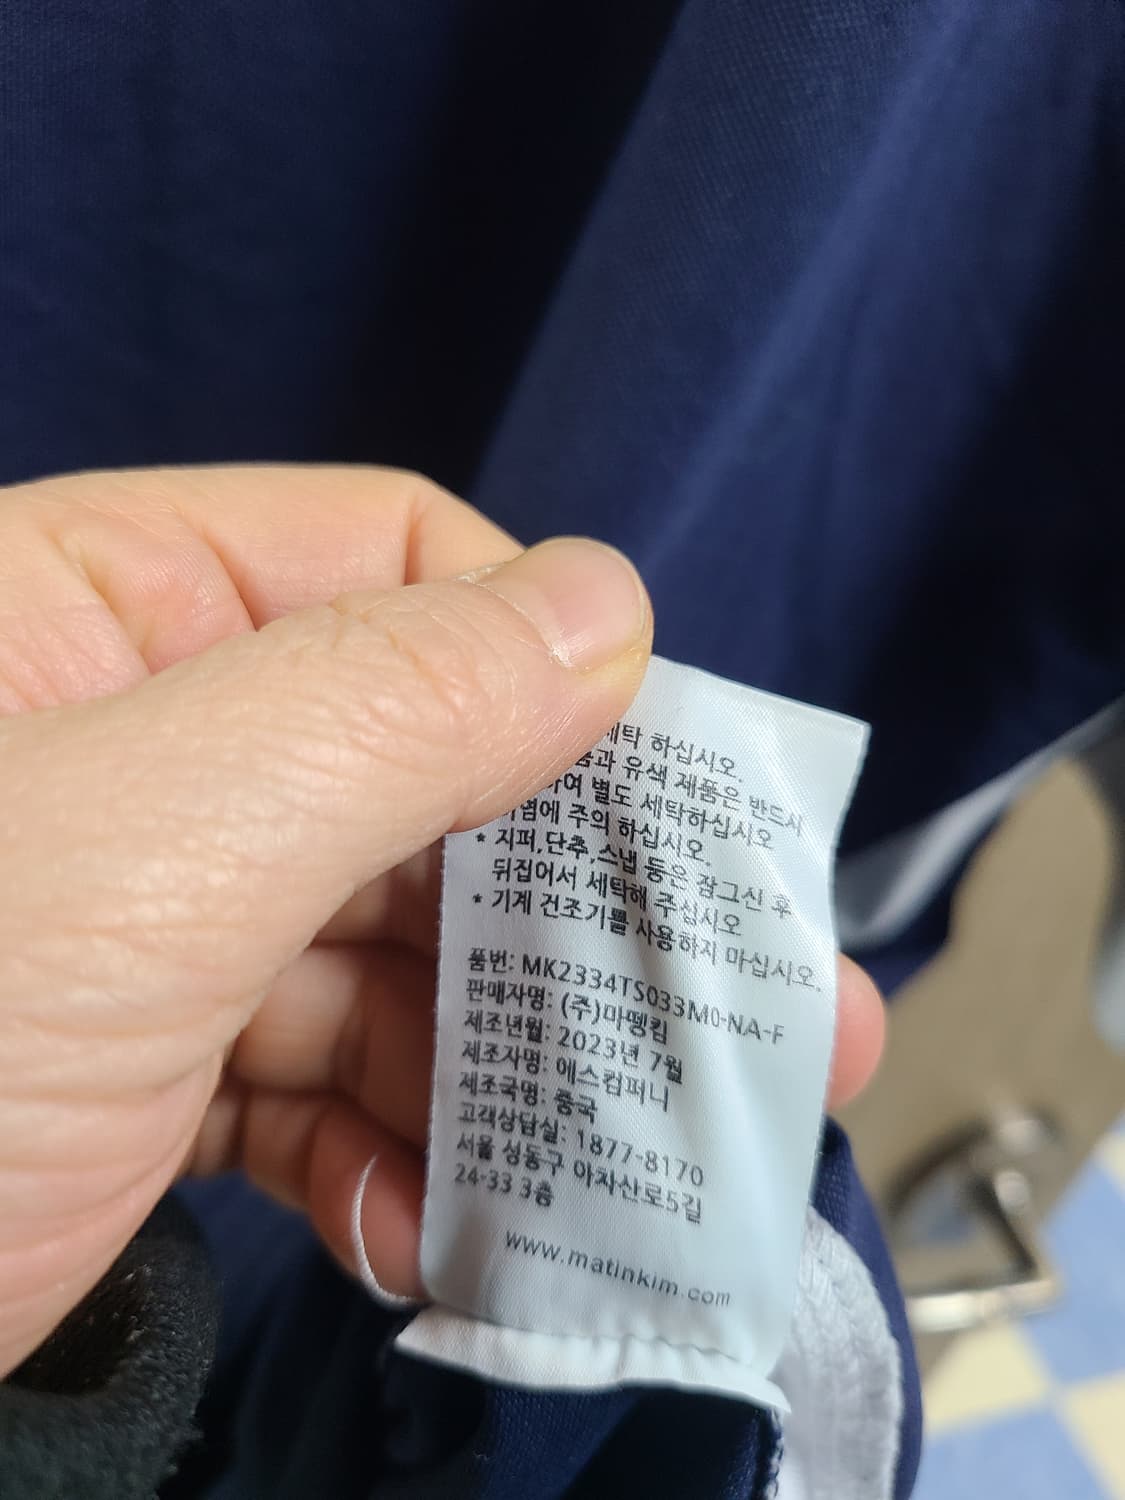 세탁 하십시오.
과 유색 제품은 반드시
여 별도 세탁하십시오
염에 주의 하십시오.
* 지퍼,단추,스냅 등은 잠그신 후
뒤집어서 세탁해 주십시오
* 기계 건조기를 사용하지 마십시오.
품번: MK2334TS033M0-NA-F
판매자명: (주)마뗑킴
제조년월: 2023년 7월
제조자명: 에스컴퍼니
제조국명: 중국
고객상담실: 1877-8170
서울 성동구 아차산로5길
24-33 3층
www.matinkim.com